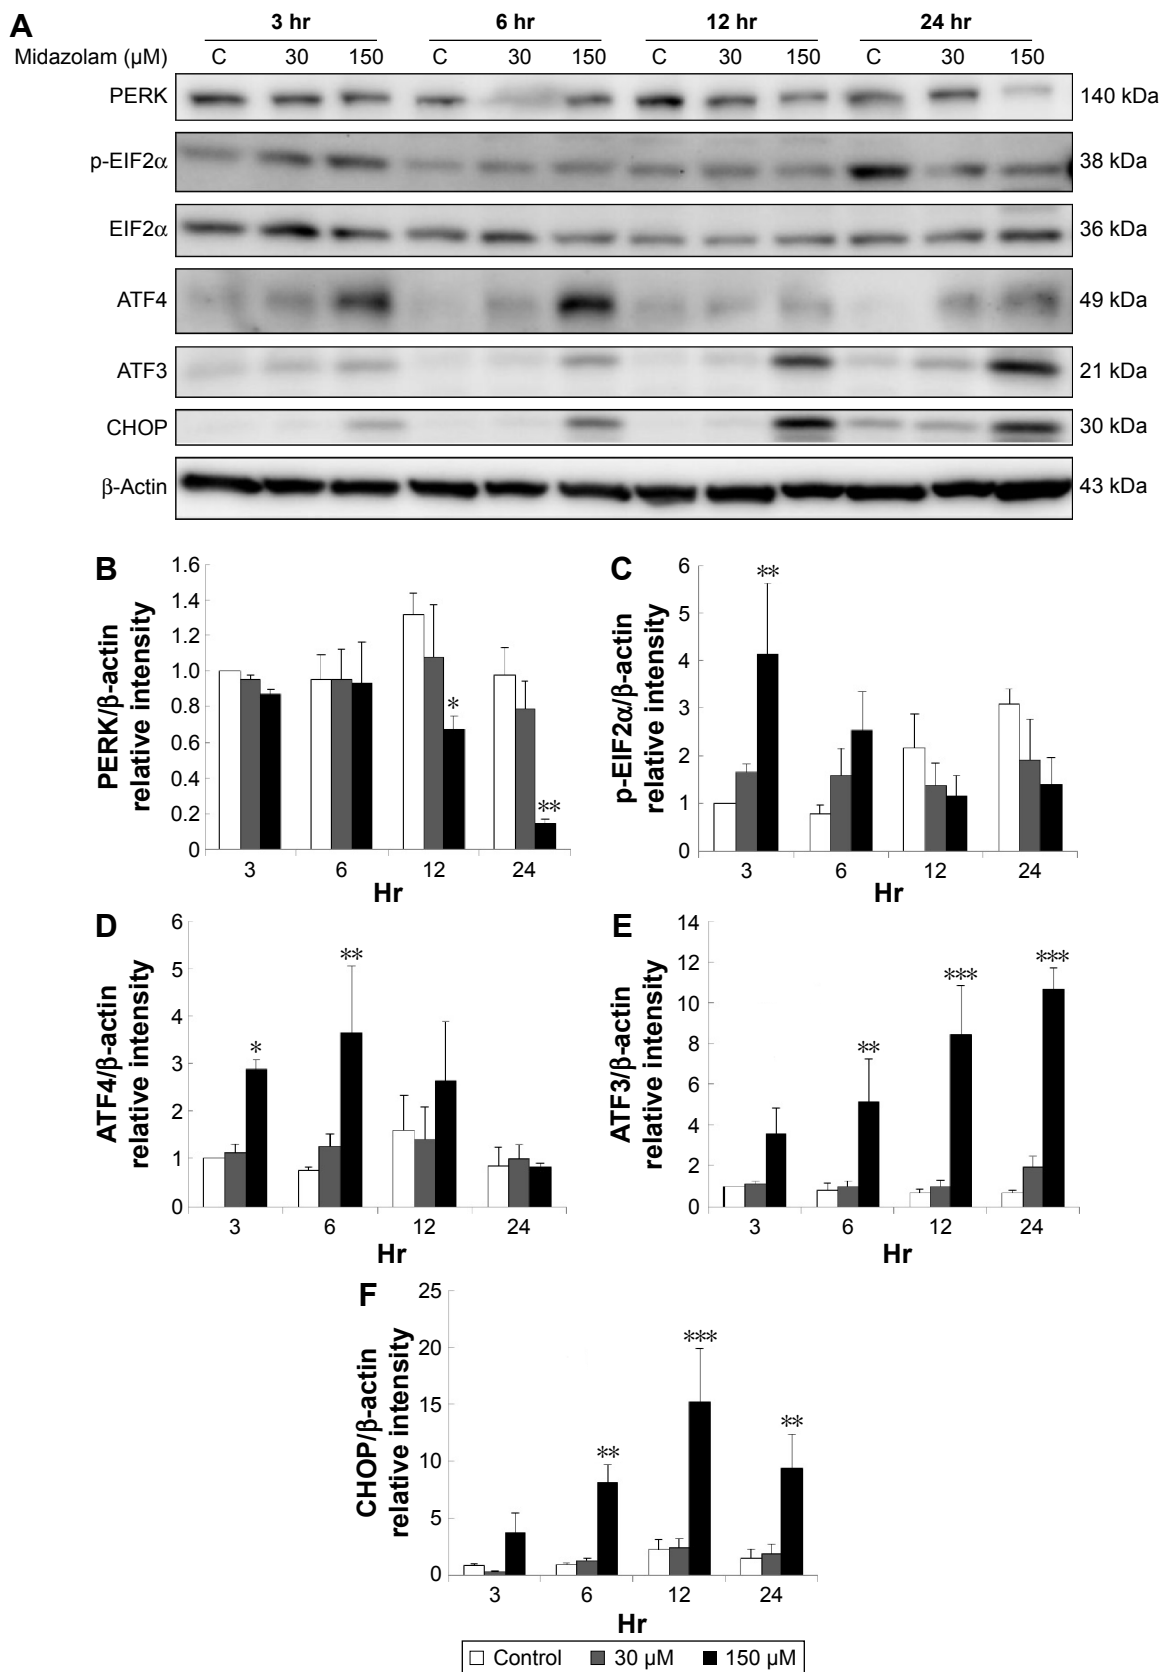 A
3 hr 6 hr 12 hr 24 hr
Midazolam (μM) C 30 150 C 30 150 C 30 150 C 30 150
PERK 140 kDa
p-EIF2α 38 kDa
EIF2α 36 kDa
ATF4 49 kDa
ATF3 21 kDa
CHOP 30 kDa
β-Actin 43 kDa
B
PERK/β-actin
relative intensity
1.6
1.4
1.2
1.0
0.8
0.6
0.4
0.2
0
*
**
3 6 12 24
Hr
C
p-EIF2α/β-actin
relative intensity
6
5
4
3
2
1
0
**
3 6 12 24
Hr
D
ATF4/β-actin
relative intensity
6
5
4
3
2
1
0
*
**
3 6 12 24
Hr
E
ATF3/β-actin
relative intensity
14
12
10
8
6
4
2
0
**
***
***
3 6 12 24
Hr
F
CHOP/β-actin
relative intensity
25
20
15
10
5
0
**
***
**
3 6 12 24
Hr
Control 30 μM 150 μM